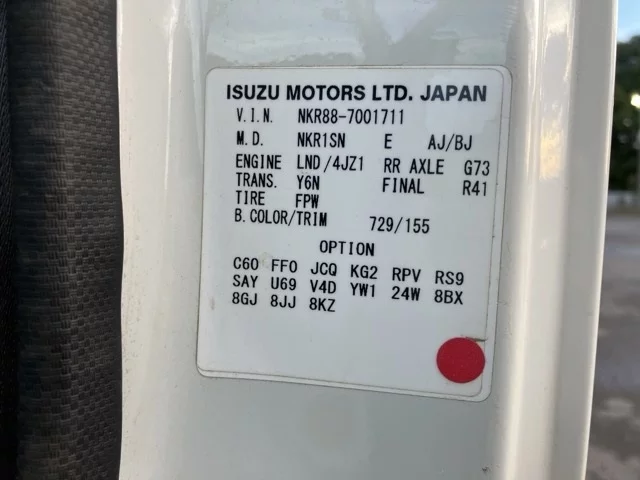 ISUZU MOTORS LTD. JAPAN
V.I.N. NKR88-7001711
M.D. NKR1SN E AJ/BJ
ENGINE LND/4JZ1 RR AXLE G73
TRANS. Y6N FINAL R41
TIRE FPW
B.COLOR/TRIM 729/155
OPTION
C60 FF0 JCQ KG2 RPV RS9
SAY U69 V4D YW1 24W 8BX
8GJ 8JJ 8KZ